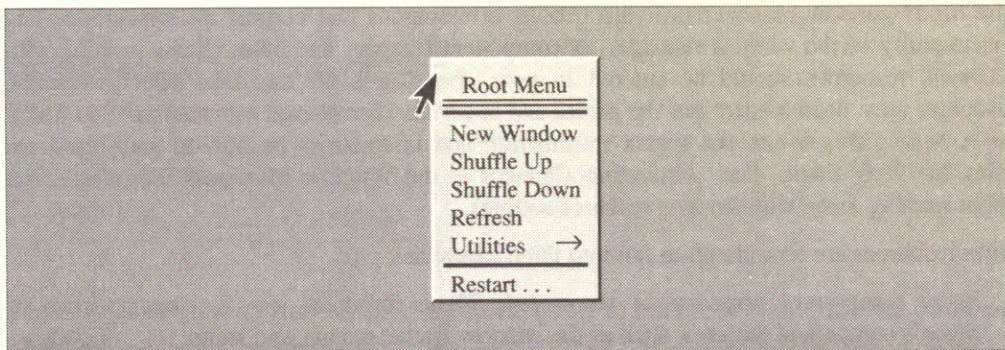 Root Menu
New Window
Shuffle Up
Shuffle Down
Refresh
Utilities →
Restart . . .